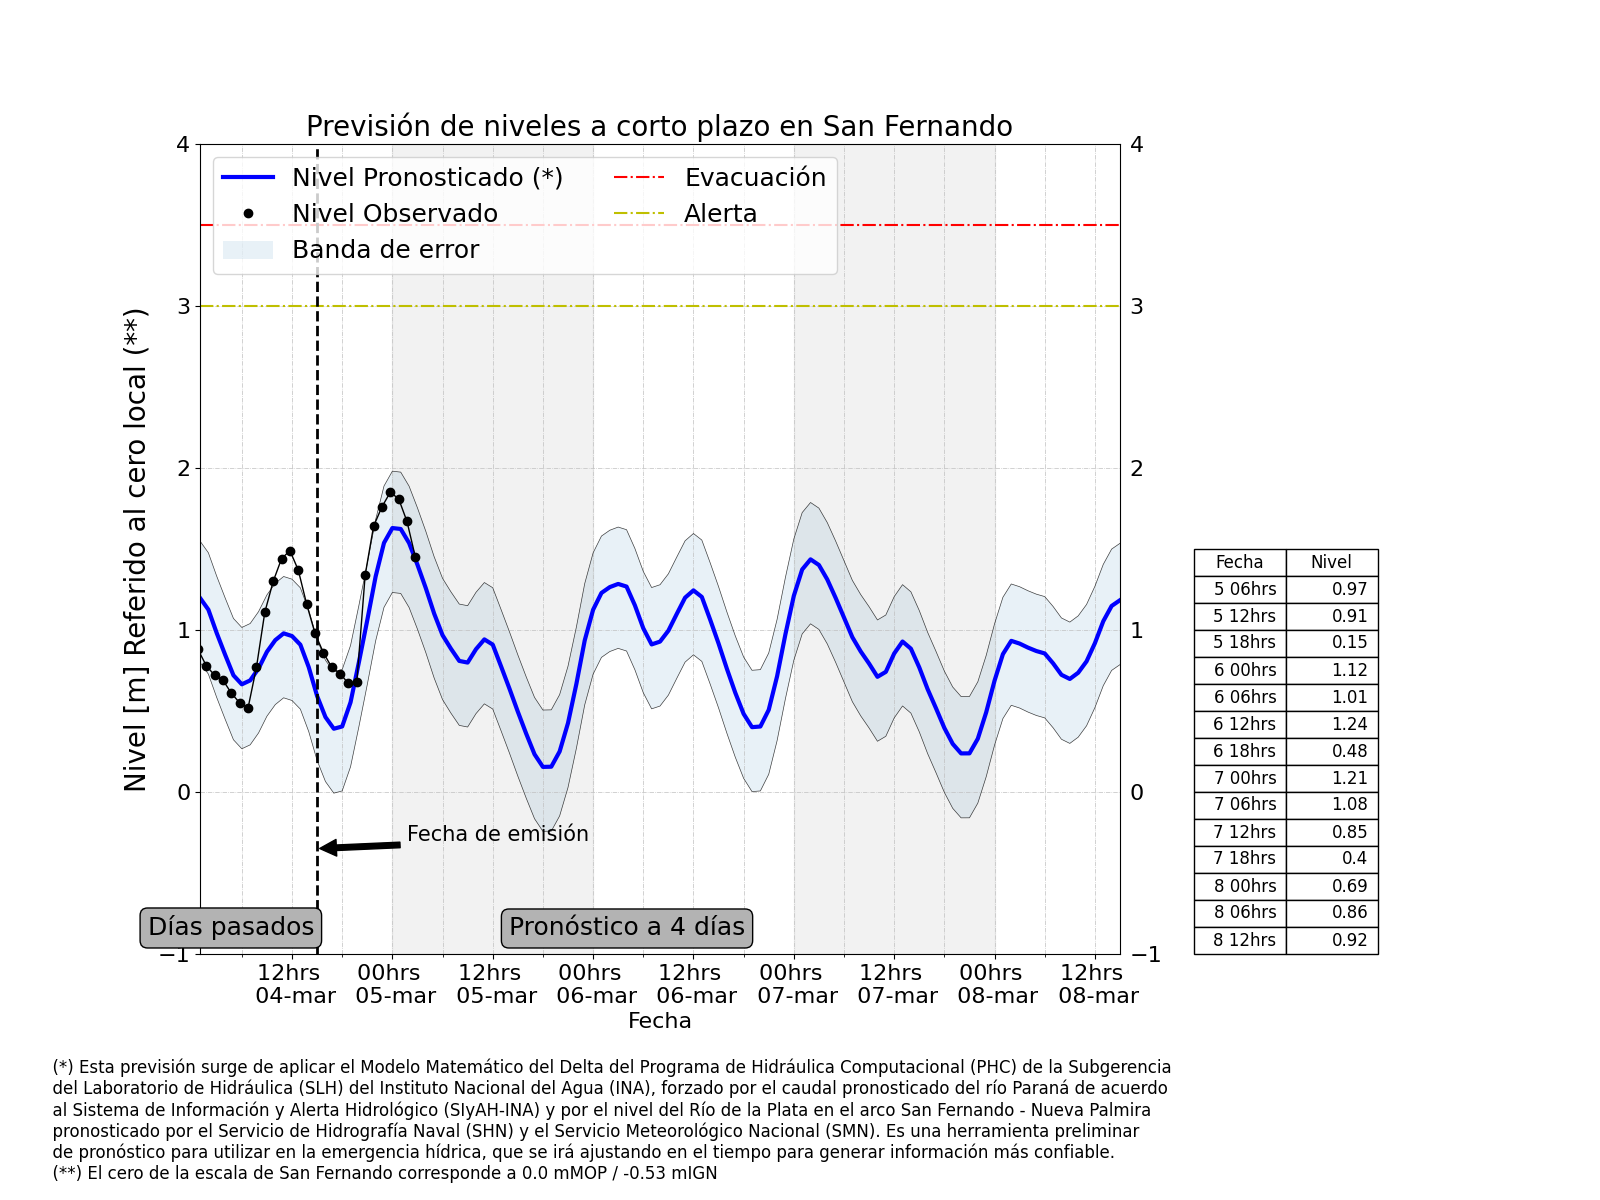 Previsión de niveles a corto plazo en San Fernando
Nivel Pronosticado (*)
Nivel Observado
Banda de error
Evacuación
Alerta
Nivel [m] Referido al cero local (**)
4
3
2
1
0
−1
4
3
2
1
0
−1
Fecha de emisión
Días pasados
Pronóstico a 4 días
12hrs
04-mar
00hrs
05-mar
12hrs
05-mar
00hrs
06-mar
12hrs
06-mar
00hrs
07-mar
12hrs
07-mar
00hrs
08-mar
12hrs
08-mar
Fecha
Fecha Nivel
5 06hrs 0.97
5 12hrs 0.91
5 18hrs 0.15
6 00hrs 1.12
6 06hrs 1.01
6 12hrs 1.24
6 18hrs 0.48
7 00hrs 1.21
7 06hrs 1.08
7 12hrs 0.85
7 18hrs 0.4
8 00hrs 0.69
8 06hrs 0.86
8 12hrs 0.92
(*) Esta previsión surge de aplicar el Modelo Matemático del Delta del Programa de Hidráulica Computacional (PHC) de la Subgerencia
del Laboratorio de Hidráulica (SLH) del Instituto Nacional del Agua (INA), forzado por el caudal pronosticado del río Paraná de acuerdo
al Sistema de Información y Alerta Hidrológico (SIyAH-INA) y por el nivel del Río de la Plata en el arco San Fernando - Nueva Palmira
pronosticado por el Servicio de Hidrografía Naval (SHN) y el Servicio Meteorológico Nacional (SMN). Es una herramienta preliminar
de pronóstico para utilizar en la emergencia hídrica, que se irá ajustando en el tiempo para generar información más confiable.
(**) El cero de la escala de San Fernando corresponde a 0.0 mMOP / -0.53 mIGN